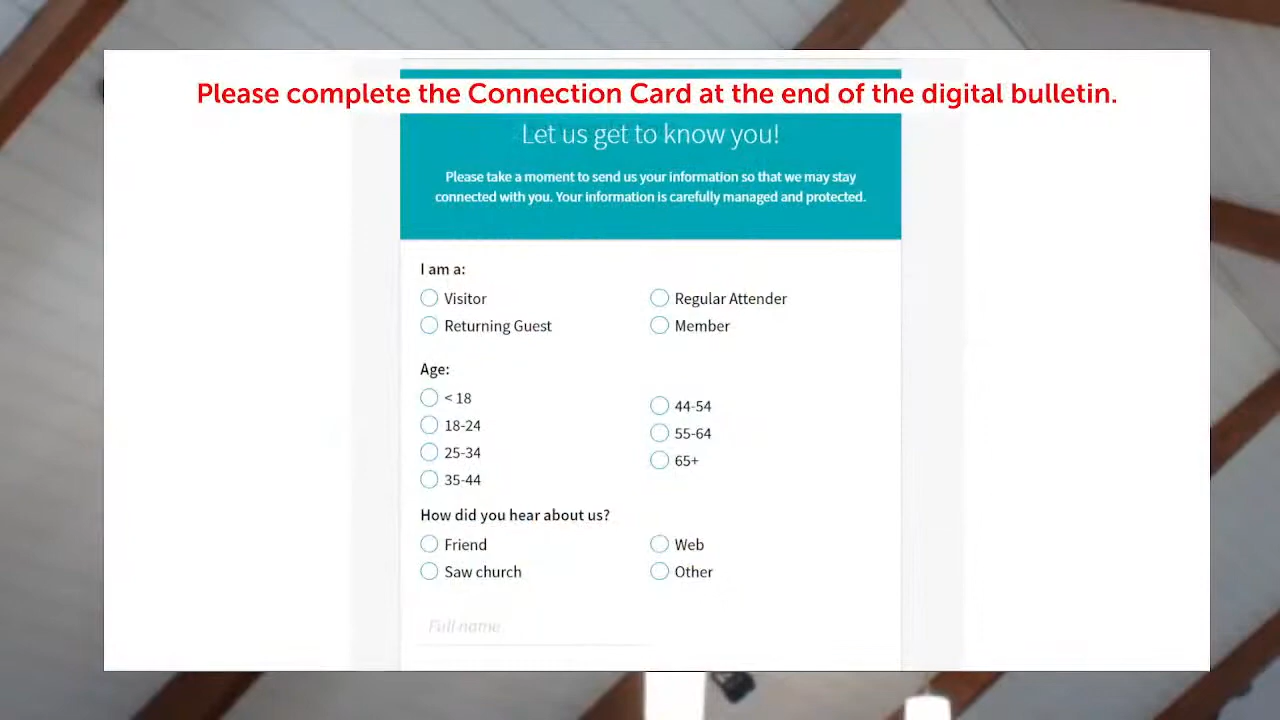 Please complete the Connection Card at the end of the digital bulletin.
Let us get to know you!
Please take a moment to send us your information so that we may stay
connected with you. Your information is carefully managed and protected.
I am a:
Visitor
Regular Attender
Returning Guest
Member
Age:
< 18
18-24
25-34
35-44
44-54
55-64
65+
How did you hear about us?
Friend
Web
Saw church
Other
Full name